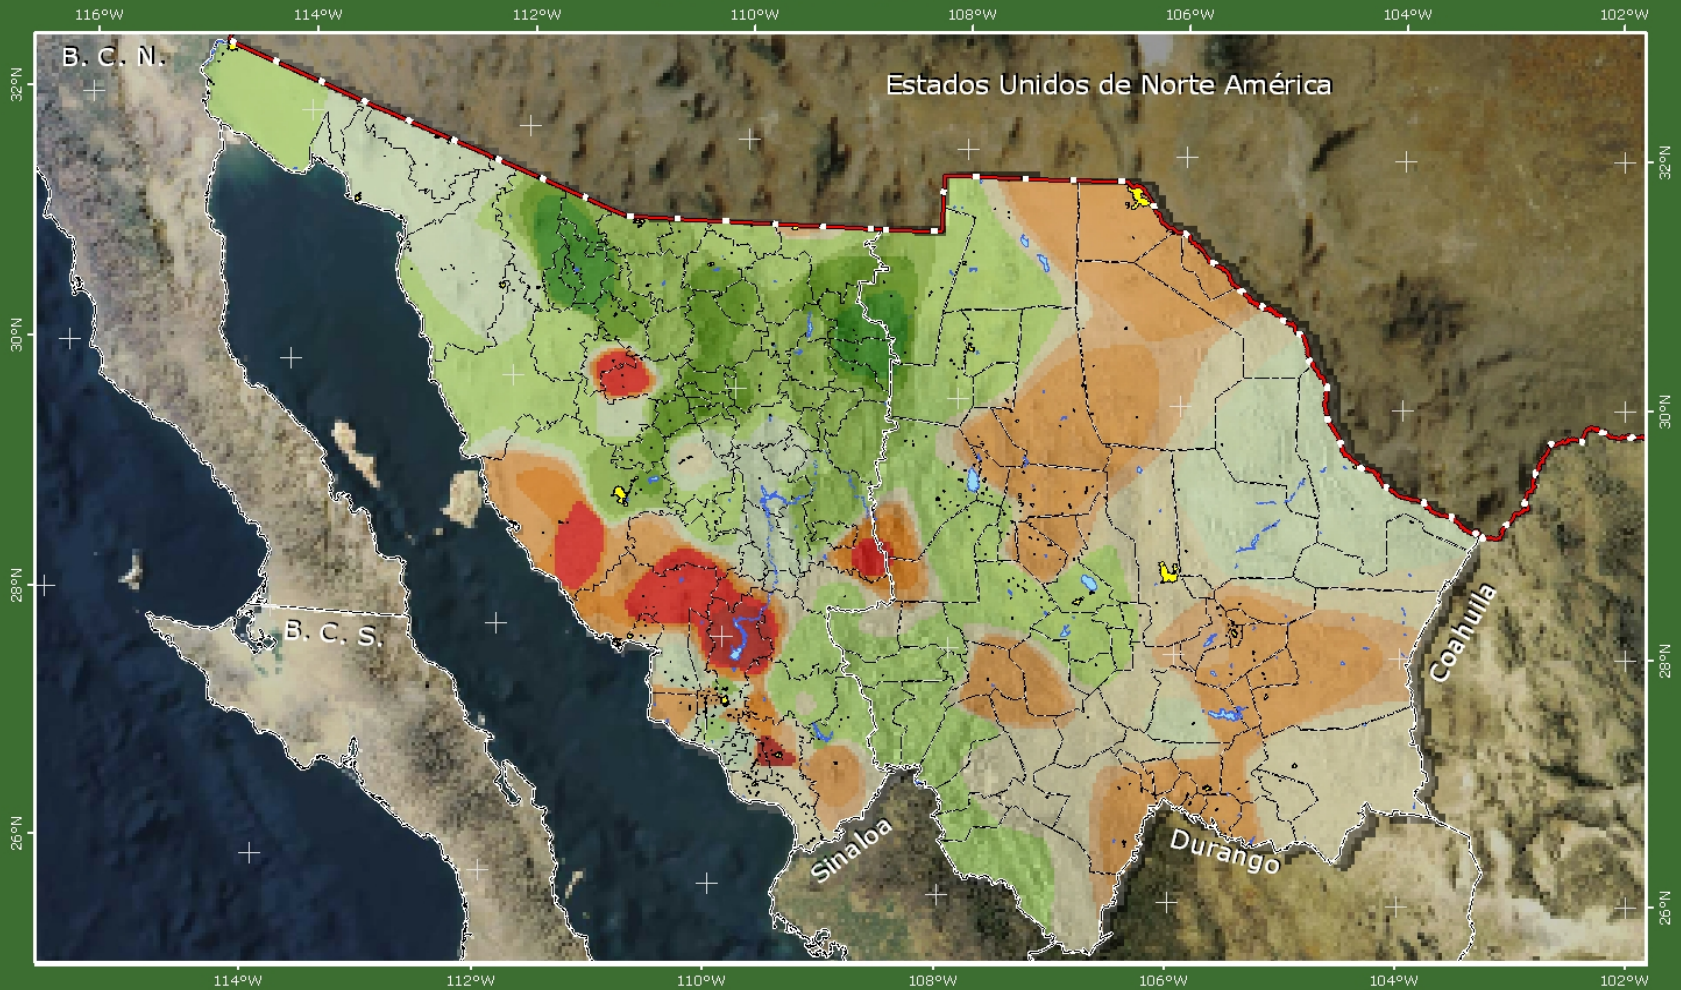 116°W 114°W 112°W 110°W 108°W 106°W 104°W 102°W
B. C. N.
Estados Unidos de Norte América
32°N
32°N
30°N
30°N
28°N
28°N
B. C. S.
Coahuila
26°N
Sinaloa
Durango
26°N
114°W 112°W 110°W 108°W 106°W 104°W 102°W